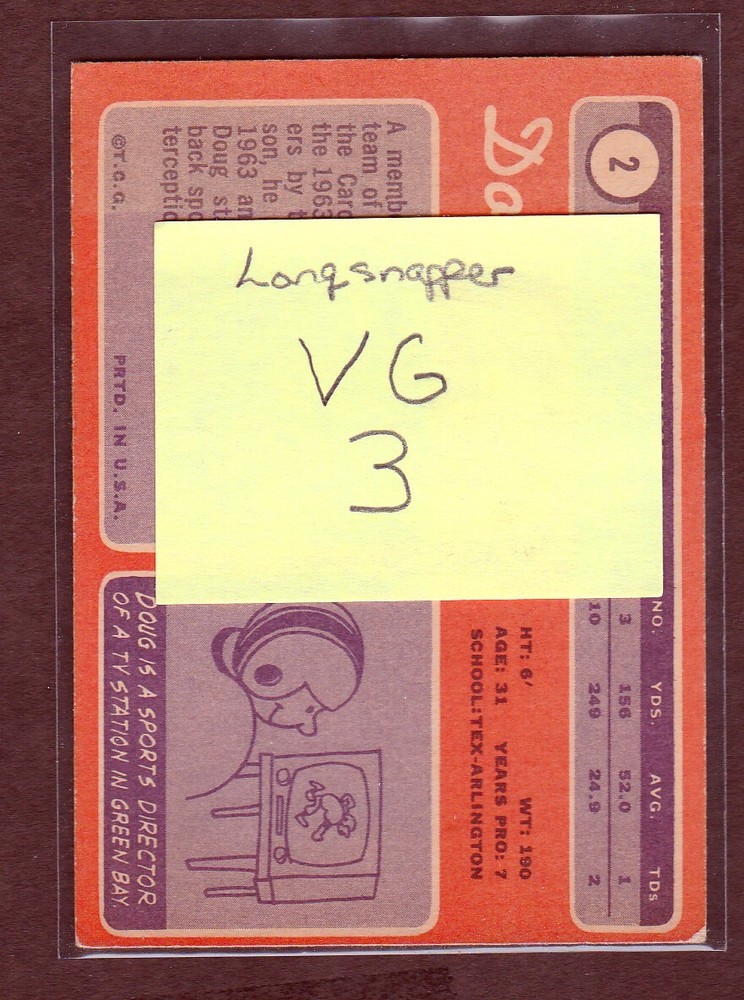 Longsnapper
VG
3
2
NO. YDS. AVG. TDs
3 156 52.0 1
10 249 24.9 2
Do
HT: 6' WT: 190
AGE: 31 YEARS PRO: 7
SCHOOL: TEX-ARLINGTON
A memb
team of
the Card
the 1963
ers by t
son, he
1963 an
Doug st
back spo
terceptio
©T.C.G. PRTD. IN U.S.A.
DOUG IS A SPORTS DIRECTOR
OF A TV STATION IN GREEN BAY.